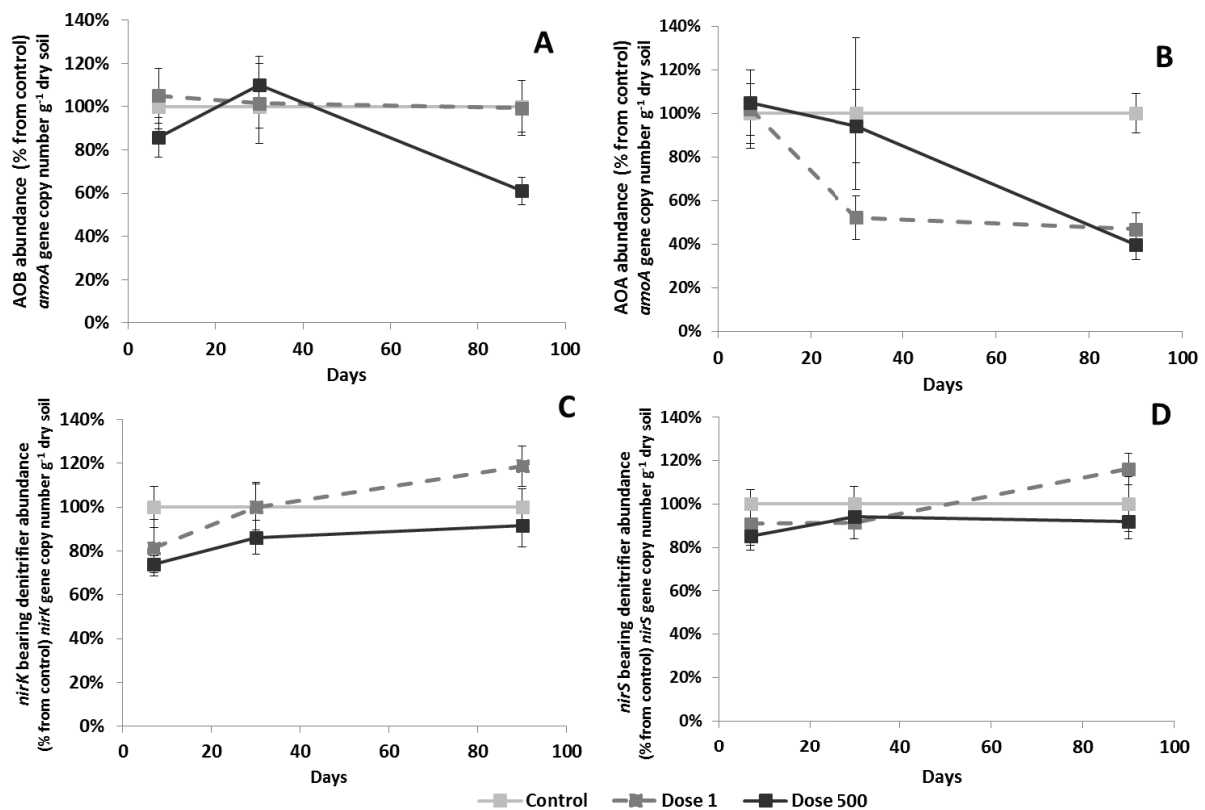 A
AOB abundance (% from control)
amoA gene copy number g⁻¹ dry soil
140%
120%
100%
80%
60%
40%
20%
0%
0 20 40 60 80 100
Days
B
AOA abundance (% from control)
amoA gene copy number g⁻¹ dry soil
140%
120%
100%
80%
60%
40%
20%
0%
0 20 40 60 80 100
Days
C
nirK bearing denitrifier abundance
(% from control) nirK gene copy number g⁻¹ dry soil
140%
120%
100%
80%
60%
40%
20%
0%
0 20 40 60 80 100
Days
D
nirS bearing denitrifier abundance
(% from control) nirS gene copy number g⁻¹ dry soil
140%
120%
100%
80%
60%
40%
20%
0%
0 20 40 60 80 100
Days
Control Dose 1 Dose 500